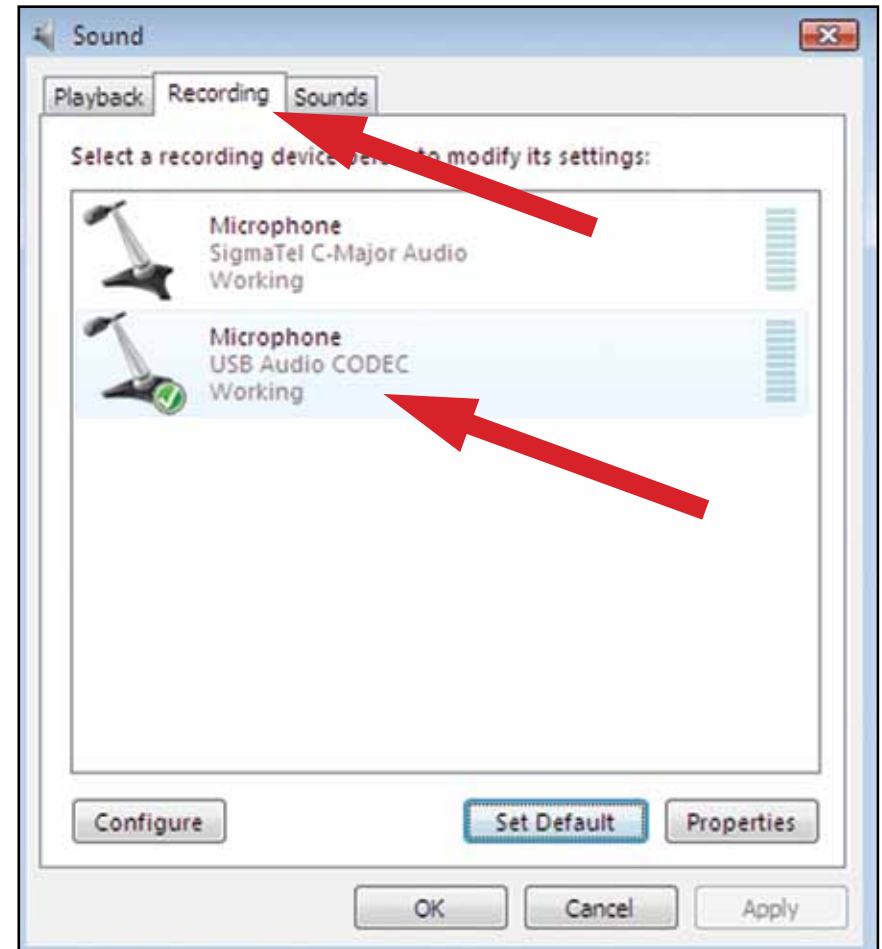 Sound
Playback Recording Sounds
Select a recording device to modify its settings:
Microphone
SigmaTel C-Major Audio
Working
Microphone
USB Audio CODEC
Working
Configure Set Default Properties
OK Cancel Apply